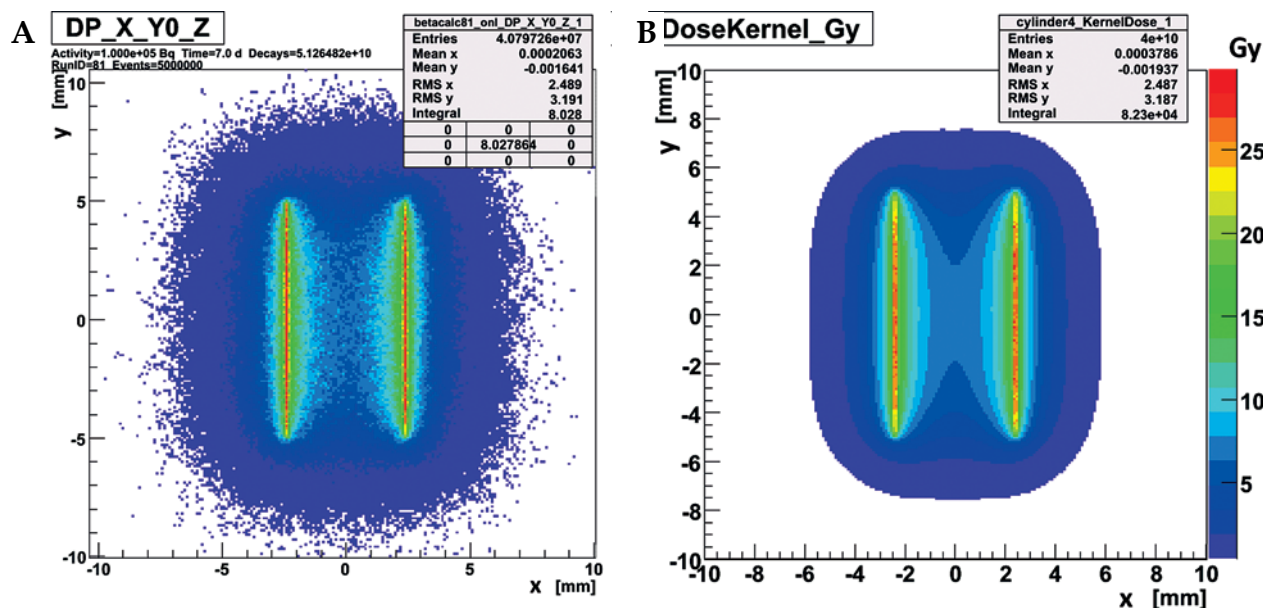 A
DP_X_Y0_Z
Activity=1.000e+05 Bq Time=7.0 d Decays=5.126482e+10
RunID=81 Events=5000000
betacalc81_onl_DP_X_Y0_Z_1
Entries 4.079726e+07
Mean x 0.0002063
Mean y -0.001641
RMS x 2.489
RMS y 3.191
Integral 8.028
0 0 0
0 8.027864 0
0 0 0
y [mm]
10
5
0
-5
-10
-10 -5 0 5 10
x [mm]
B
DoseKernel_Gy
cylinder4_KernelDose_1
Entries 4e+10
Mean x 0.0003786
Mean y -0.001937
RMS x 2.487
RMS y 3.187
Integral 8.23e+04
y [mm]
10
8
6
4
2
0
-2
-4
-6
-8
-10
-10 -8 -6 -4 -2 0 2 4 6 8 10
x [mm]
Gy
25
20
15
10
5